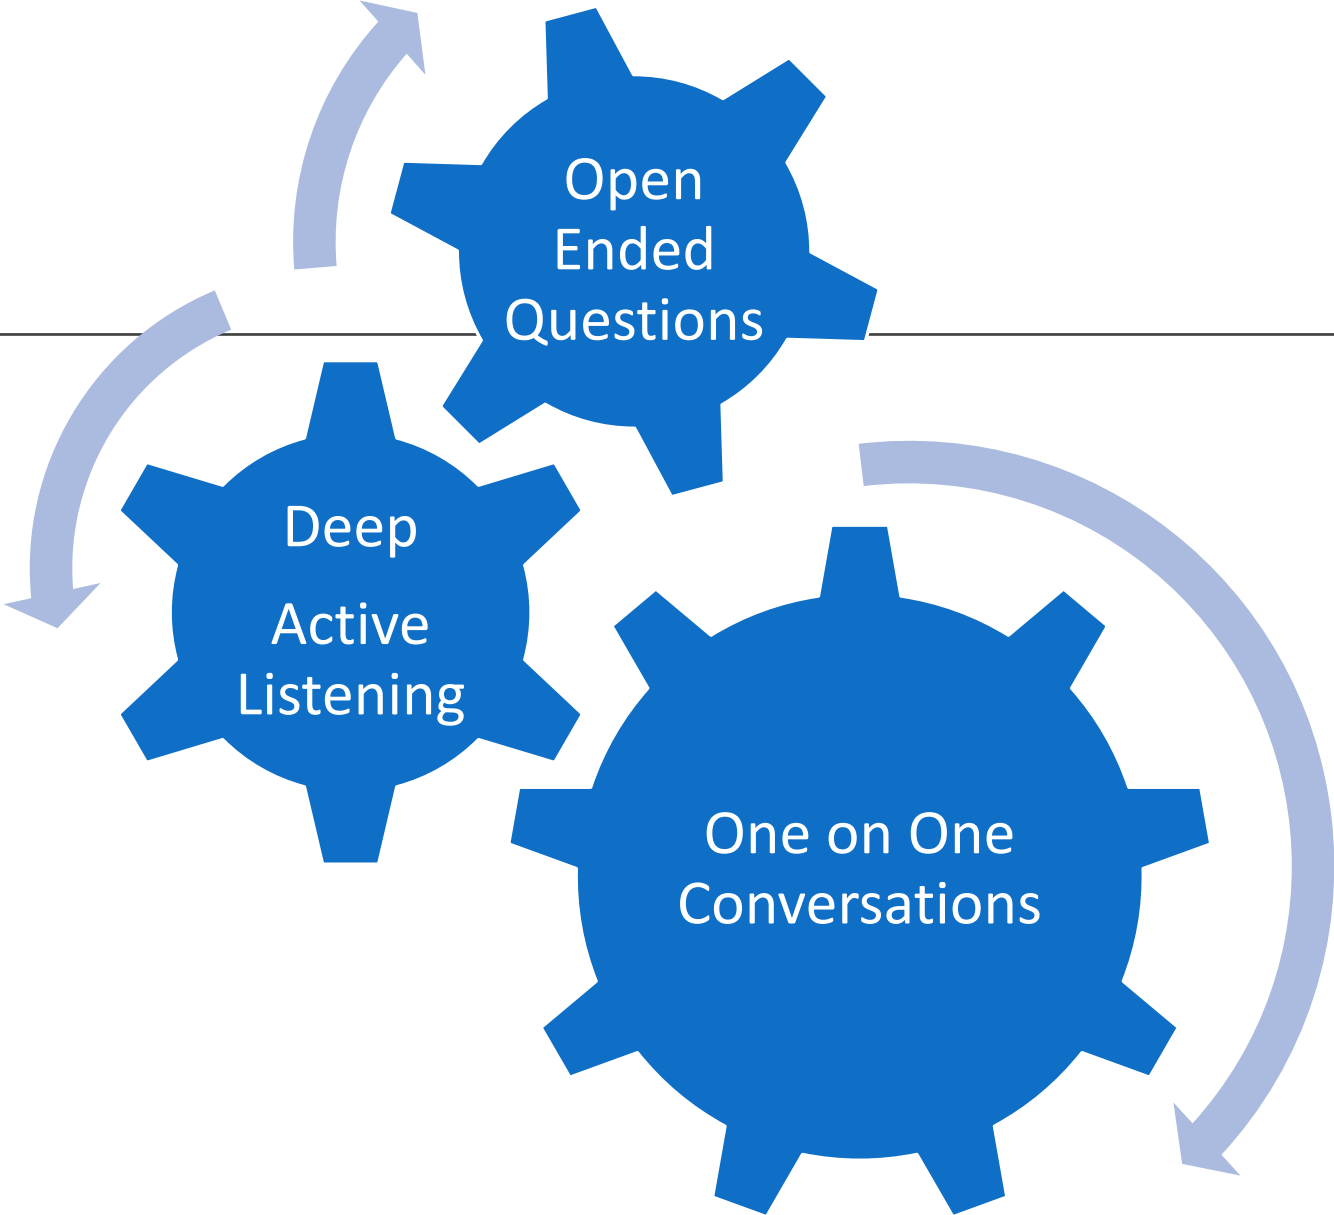 Open
Ended
Questions
Deep
Active
Listening
One on One
Conversations